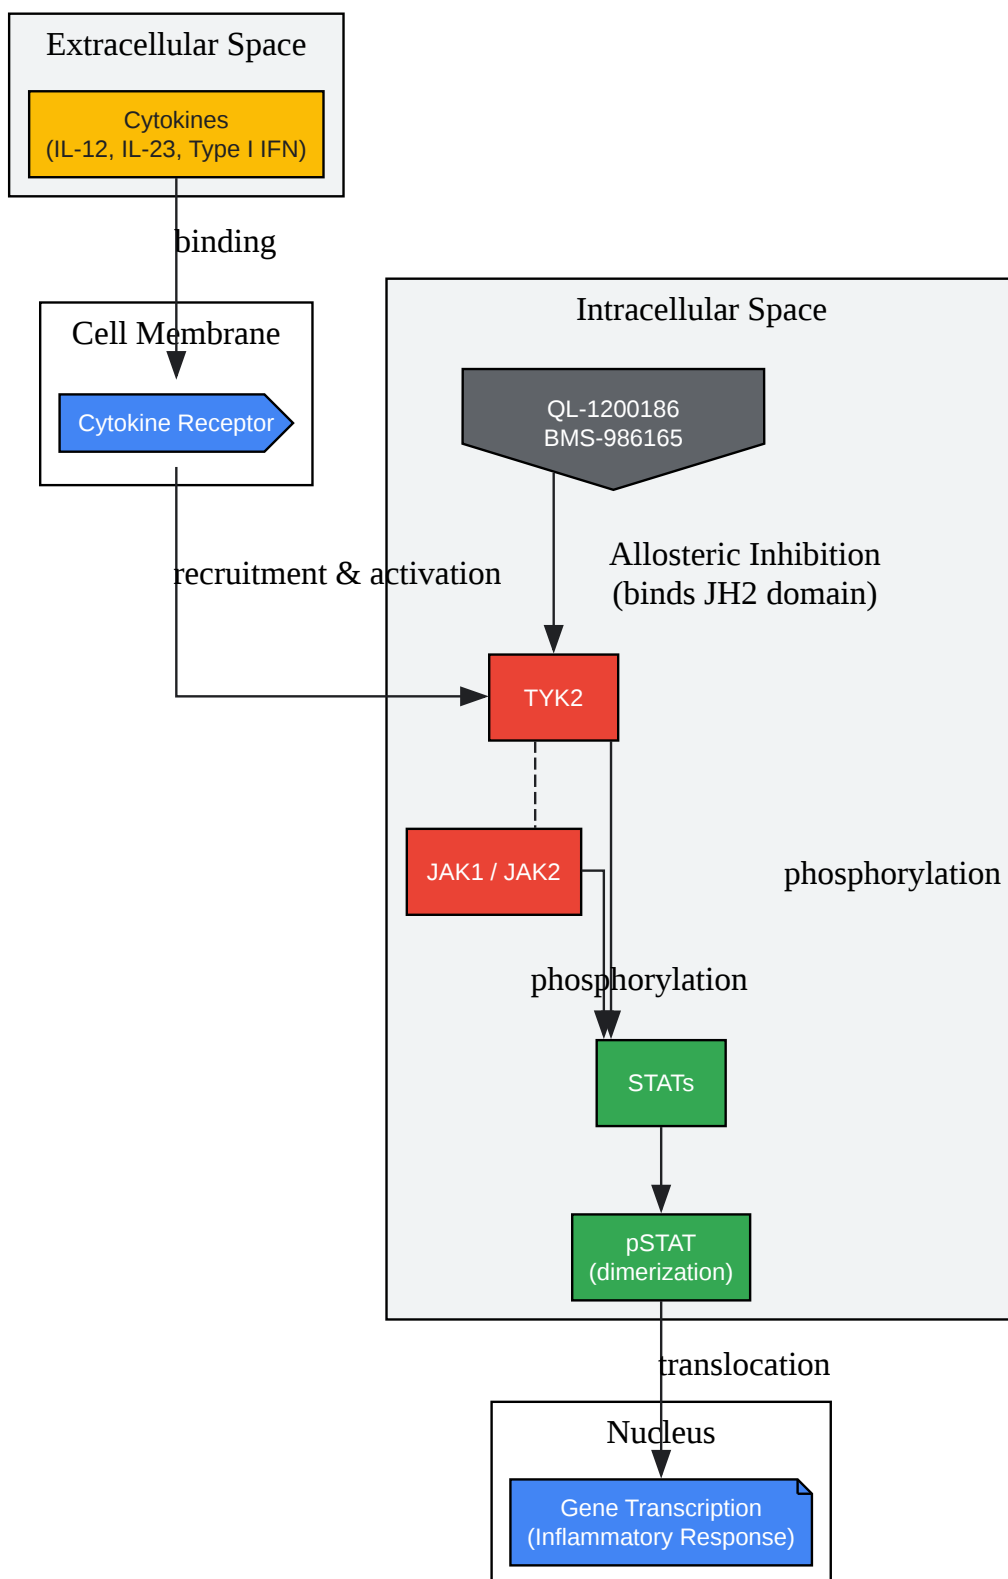 Extracellular Space
Cytokines
(IL-12, IL-23, Type I IFN)
binding
Cell Membrane
Cytokine Receptor
recruitment & activation
Intracellular Space
QL-1200186
BMS-986165
Allosteric Inhibition
(binds JH2 domain)
TYK2
JAK1 / JAK2
phosphorylation
phosphorylation
STATs
pSTAT
(dimerization)
translocation
Nucleus
Gene Transcription
(Inflammatory Response)